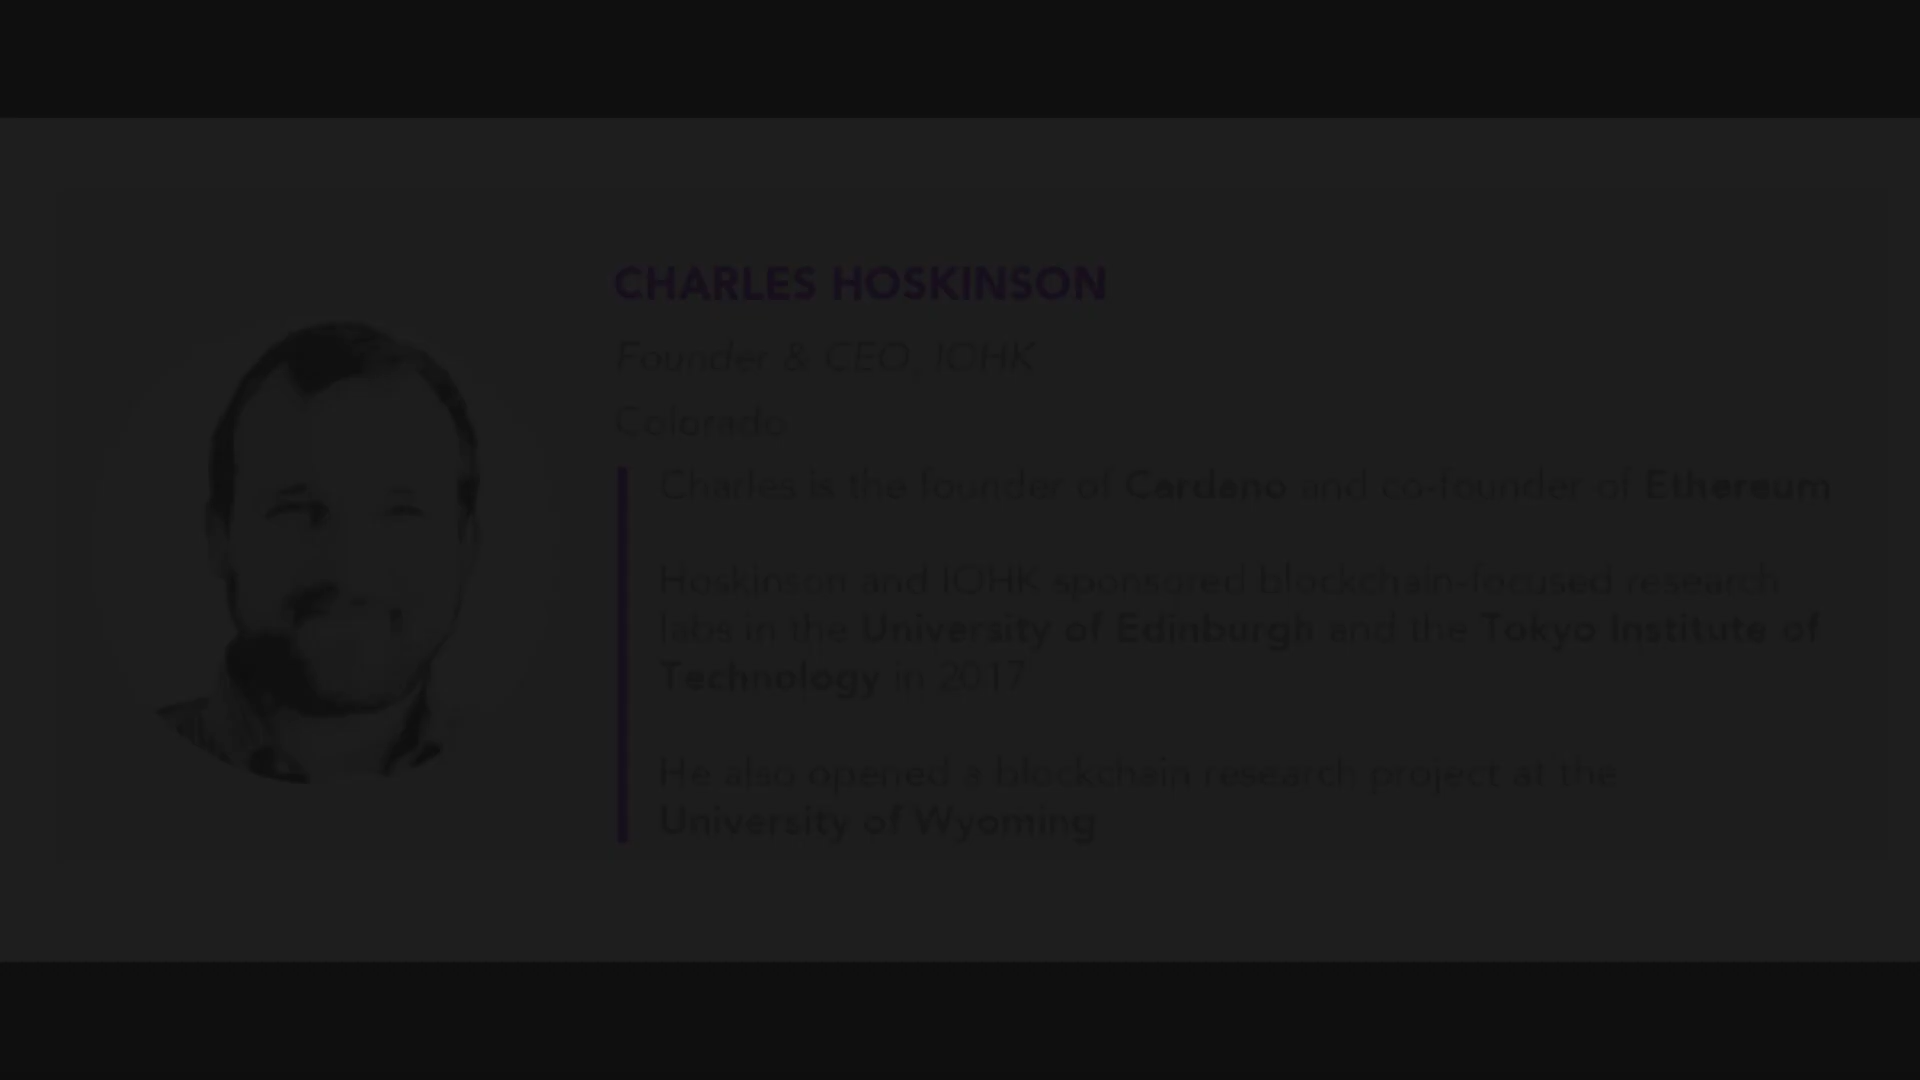 CHARLES HOSKINSON
Founder & CEO, IOHK
Colorado
Charles is the founder of Cardano and co-founder of Ethereum
Hoskinson and IOHK sponsored blockchain-focused research
labs in the University of Edinburgh and the Tokyo Institute of
Technology in 2017
He also opened a blockchain research project at the
University of Wyoming